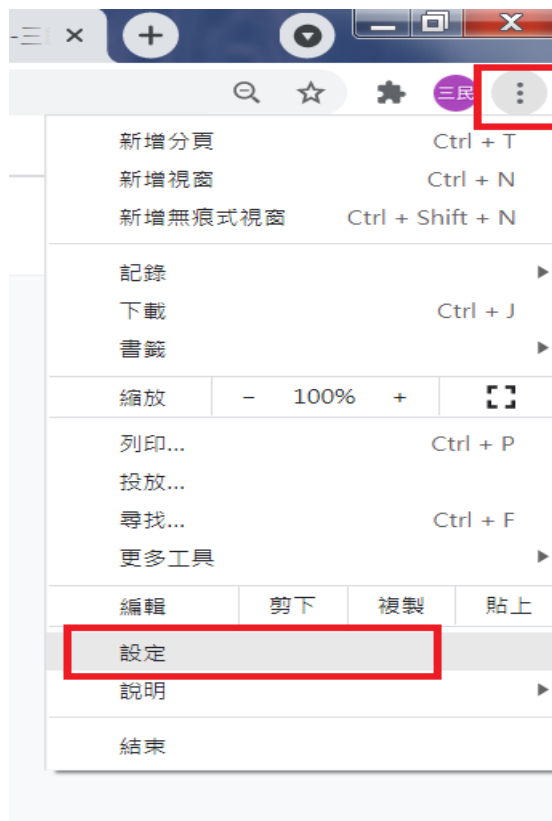 -三
三民
新增分頁 Ctrl + T
新增視窗 Ctrl + N
新增無痕式視窗 Ctrl + Shift + N
記錄
下載 Ctrl + J
書籤
縮放 - 100% +
列印... Ctrl + P
投放...
尋找... Ctrl + F
更多工具
編輯 剪下 複製 貼上
設定
說明
結束